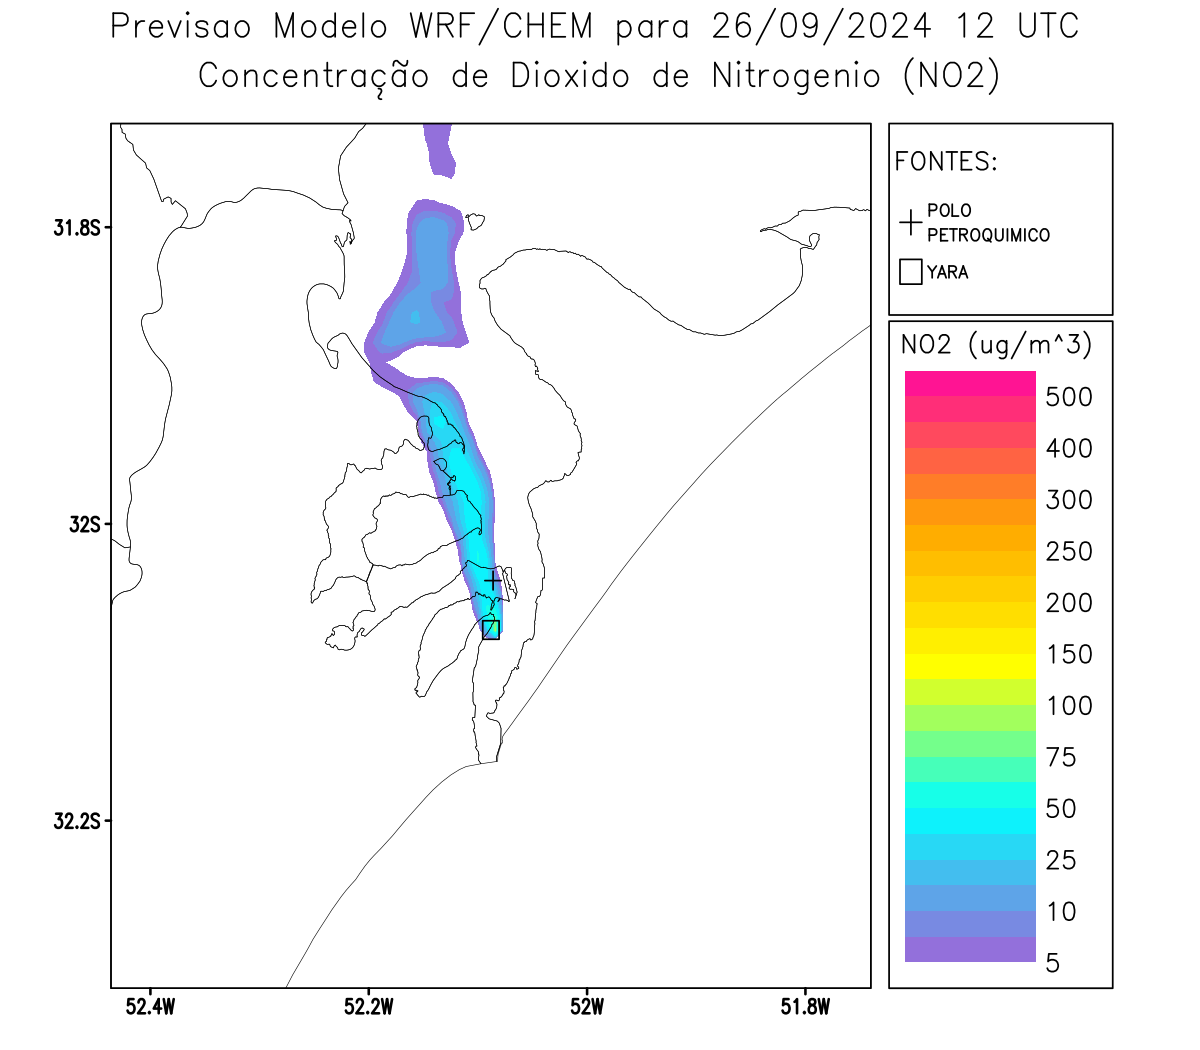 Previsao Modelo WRF/CHEM para 26/09/2024 12 UTC
Concentração de Dioxido de Nitrogenio (NO2)
FONTES:
POLO
PETROQUIMICO
YARA
NO2 (ug/m^3)
500
400
300
250
200
150
100
75
50
25
10
5
31.8S
32S
32.2S
52.4W
52.2W
52W
51.8W